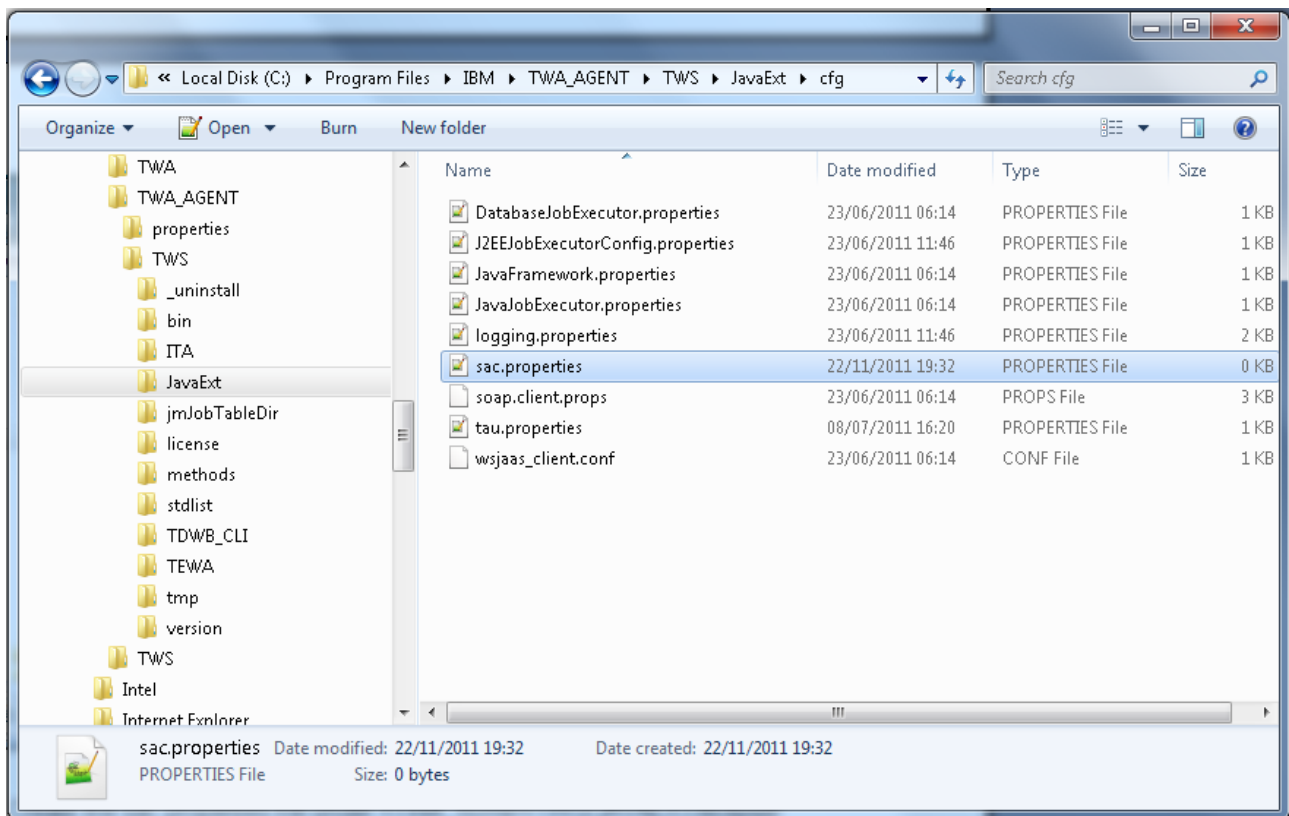 « Local Disk (C:) ▸ Program Files ▸ IBM ▸ TWA_AGENT ▸ TWS ▸ JavaExt ▸ cfg
Search cfg
Organize Open Burn New folder
TWA
TWA_AGENT
properties
TWS
_uninstall
bin
ITA
JavaExt
jmJobTableDir
license
methods
stdlist
TDWB_CLI
TEWA
tmp
version
TWS
Intel
Internet Explorer
Name Date modified Type Size
DatabaseJobExecutor.properties 23/06/2011 06:14 PROPERTIES File 1 KB
J2EEJobExecutorConfig.properties 23/06/2011 11:46 PROPERTIES File 1 KB
JavaFramework.properties 23/06/2011 06:14 PROPERTIES File 1 KB
JavaJobExecutor.properties 23/06/2011 06:14 PROPERTIES File 1 KB
logging.properties 23/06/2011 11:46 PROPERTIES File 2 KB
sac.properties 22/11/2011 19:32 PROPERTIES File 0 KB
soap.client.props 23/06/2011 06:14 PROPS File 3 KB
tau.properties 08/07/2011 16:20 PROPERTIES File 1 KB
wsjaas_client.conf 23/06/2011 06:14 CONF File 1 KB
sac.properties Date modified: 22/11/2011 19:32 Date created: 22/11/2011 19:32
PROPERTIES File Size: 0 bytes